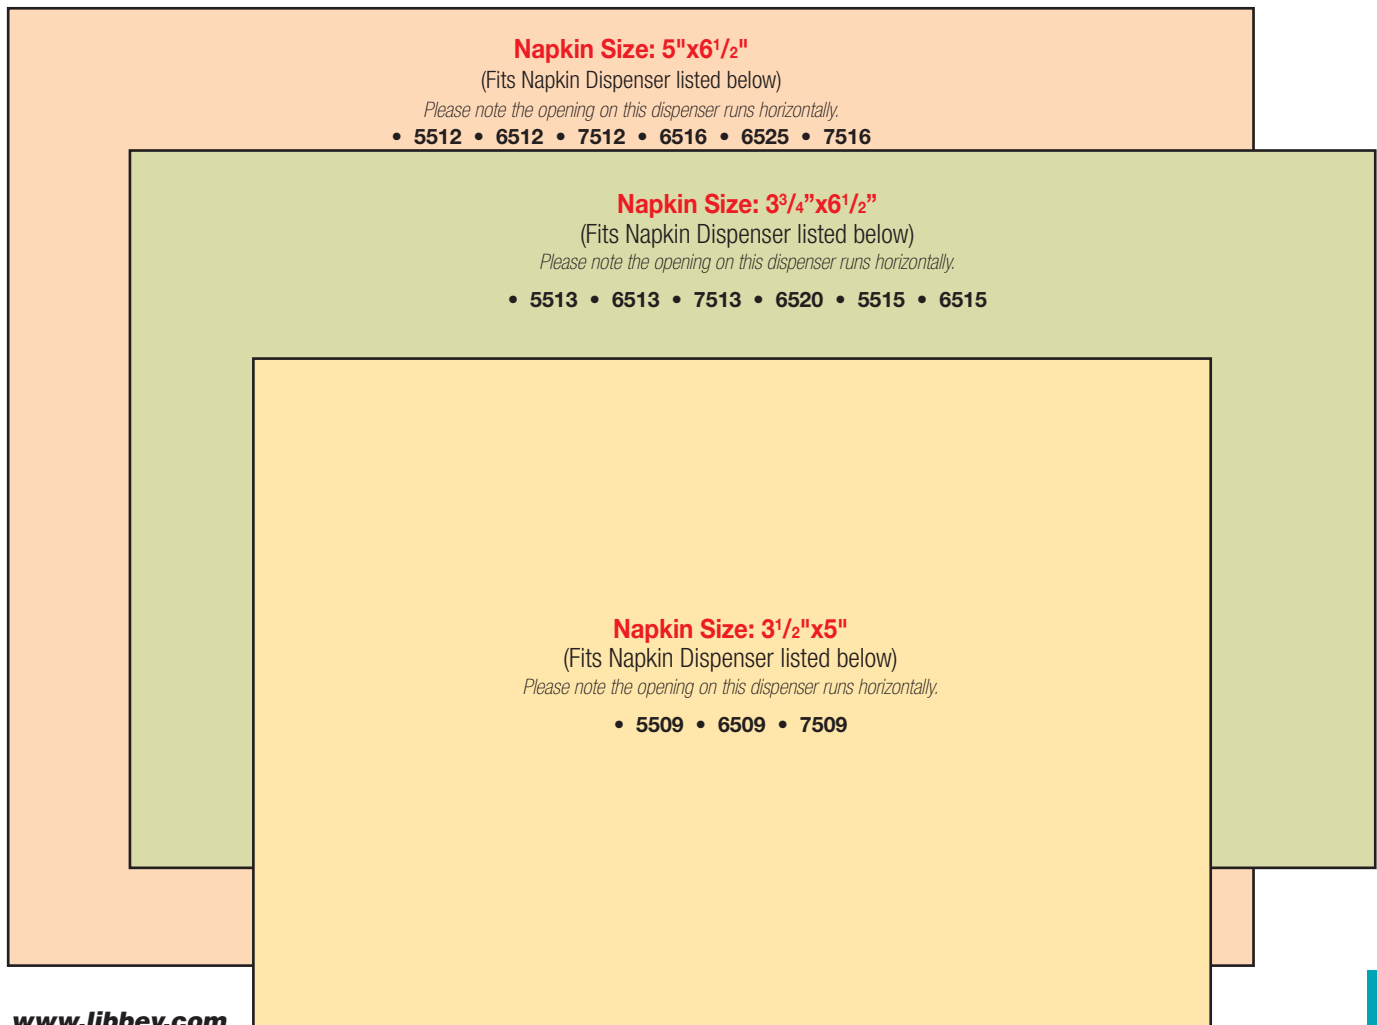 Napkin Size: 5"x6¹/₂"
(Fits Napkin Dispenser listed below)
Please note the opening on this dispenser runs horizontally.
• 5512 • 6512 • 7512 • 6516 • 6525 • 7516
Napkin Size: 3³/₄”x6¹/₂”
(Fits Napkin Dispenser listed below)
Please note the opening on this dispenser runs horizontally.
• 5513 • 6513 • 7513 • 6520 • 5515 • 6515
Napkin Size: 3¹/₂"x5"
(Fits Napkin Dispenser listed below)
Please note the opening on this dispenser runs horizontally.
• 5509 • 6509 • 7509
www.libbey.com